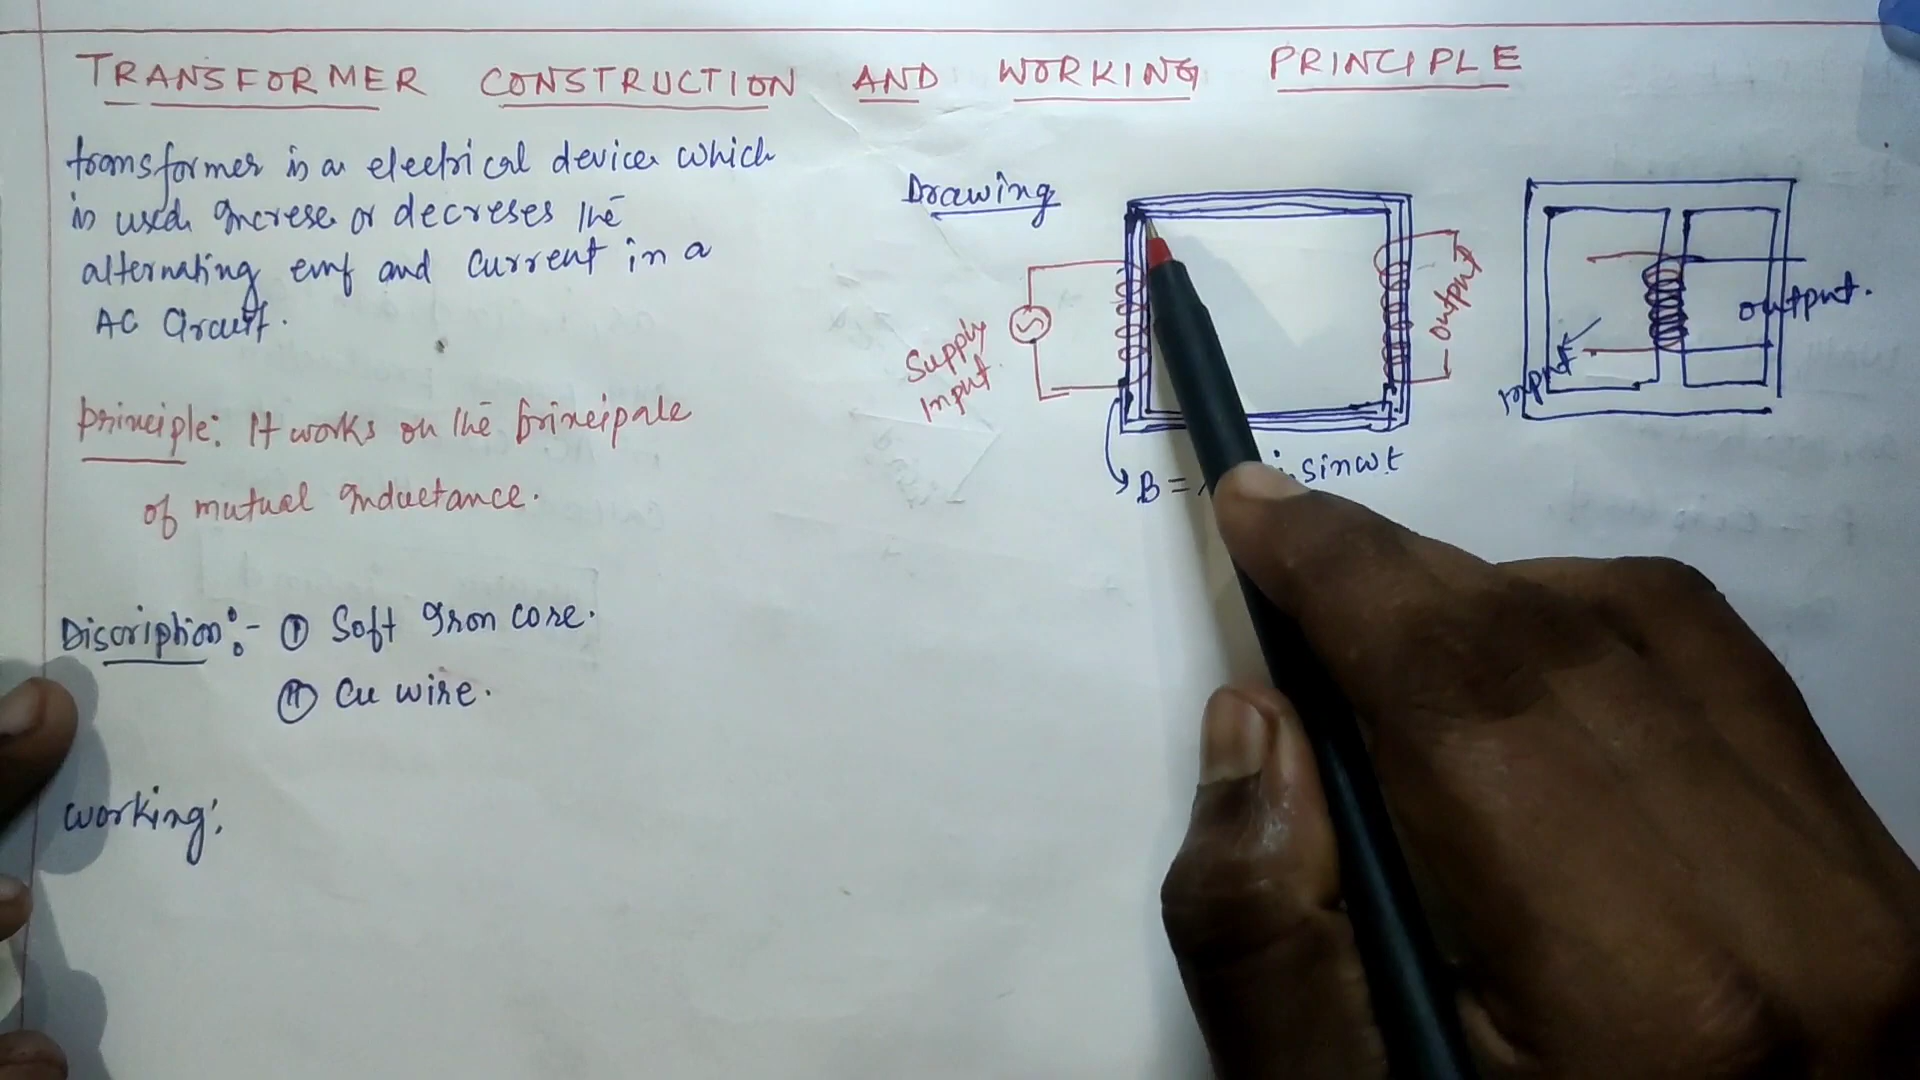 TRANSFORMER CONSTRUCTION AND WORKING PRINCIPLE
transformer is a electrical device which
is used increse or decreses the
alternating emf and current in a
AC Circuit.
principle: It works on the principale
of mutual inductance.
Discription:- ① Soft Iron core.
② Cu wire.
working:
Drawing
Supply
Input
output
B = sinωt
Input
output.